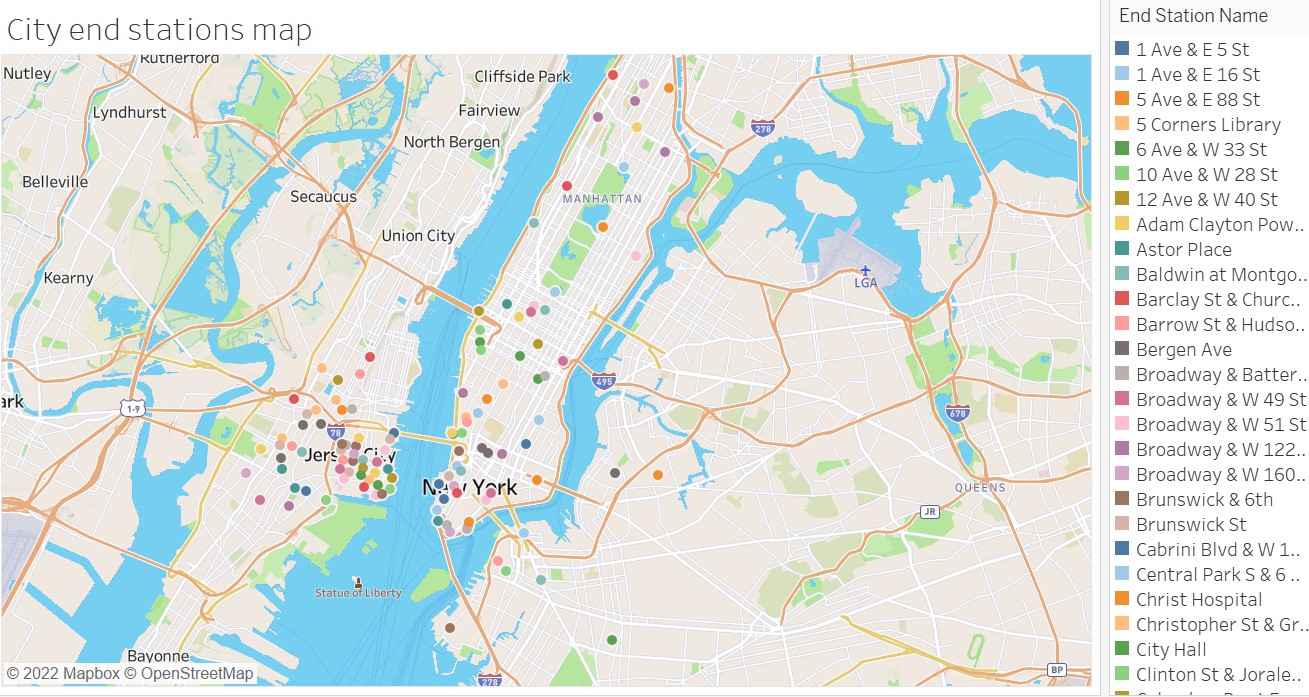 City end stations map
End Station Name
1 Ave & E 5 St
1 Ave & E 16 St
5 Ave & E 88 St
5 Corners Library
6 Ave & W 33 St
10 Ave & W 28 St
12 Ave & W 40 St
Adam Clayton Pow..
Astor Place
Baldwin at Montgo..
Barclay St & Churc..
Barrow St & Hudso..
Bergen Ave
Broadway & Batter..
Broadway & W 49 St
Broadway & W 51 St
Broadway & W 122..
Broadway & W 160..
Brunswick & 6th
Brunswick St
Cabrini Blvd & W 1..
Central Park S & 6 ..
Christ Hospital
Christopher St & Gr..
City Hall
Clinton St & Jorale..
Rutherford
Nutley
Cliffside Park
Lyndhurst
Fairview
278
North Bergen
Belleville
Secaucus
MANHATTAN
Union City
Kearny
LGA
495
ark
1-9
678
78
Jersey City
New York
QUEENS
JR
Statue of Liberty
Bayonne
BP
278
© 2022 Mapbox © OpenStreetMap